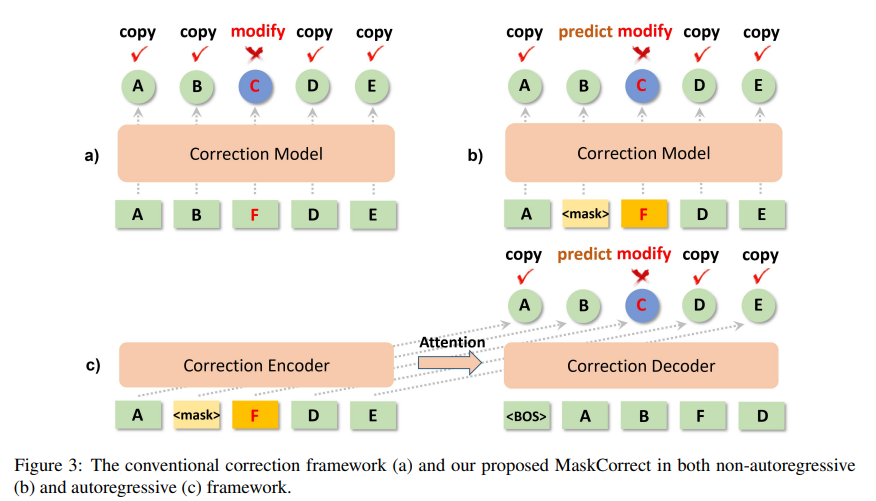 copy copy modify copy copy
A B C D E
a) Correction Model
A B F D E
copy predict modify copy copy
A B C D E
b) Correction Model
A <mask> F D E
copy predict modify copy copy
A B C D E
c) Correction Encoder
Attention
Correction Decoder
A <mask> F D E
<BOS> A B F D
Figure 3: The conventional correction framework (a) and our proposed MaskCorrect in both non-autoregressive
(b) and autoregressive (c) framework.